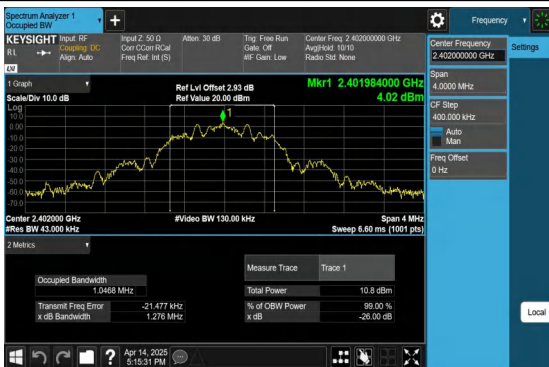 Spectrum Analyzer 1
Occupied BW
+
Frequency
KEYSIGHT
RL
LXI
Input: RF
Coupling: DC
Align: Auto
Input Z: 50 Ω
Corr CCorr RCal
Freq Ref: Int (S)
Atten: 30 dB
Trig: Free Run
Gate: Off
#IF Gain: Low
Center Freq: 2.402000000 GHz
Avg|Hold: 10/10
Radio Std: None
Center Frequency
2.402000000 GHz
Settings
Span
4.0000 MHz
CF Step
400.000 kHz
Auto
Man
Freq Offset
0 Hz
Local
1 Graph
Scale/Div 10.0 dB
Ref Lvl Offset 2.93 dB
Ref Value 20.00 dBm
Mkr1 2.401984000 GHz
4.02 dBm
Log
10.0
0.00
-10.0
-20.0
-30.0
-40.0
-50.0
-60.0
-70.0
1
Center 2.402000 GHz
#Res BW 43.000 kHz
#Video BW 130.00 kHz
Span 4 MHz
Sweep 6.60 ms (1001 pts)
2 Metrics
Measure Trace
Trace 1
Occupied Bandwidth
1.0468 MHz
Total Power
10.8 dBm
Transmit Freq Error
-21.477 kHz
% of OBW Power
99.00 %
x dB Bandwidth
1.276 MHz
x dB
-26.00 dB
?
Apr 14, 2025
5:15:31 PM